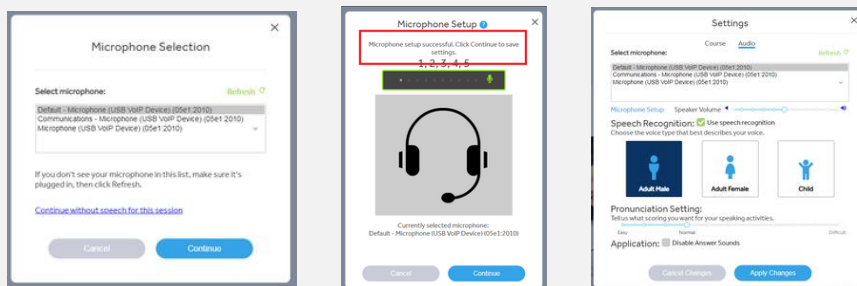 Microphone Selection
Select microphone:
Refresh
Default - Microphone (USB VoIP Device) (05e1:2010)
Communications - Microphone (USB VoIP Device) (05e1:2010)
Microphone (USB VoIP Device) (05e1:2010)
If you don't see your microphone in this list, make sure it's
plugged in, then click Refresh.
Continue without speech for this session
Cancel
Continue
Microphone Setup ?
Microphone setup successful. Click Continue to save
settings.
1, 2, 3, 4, 5
Currently selected microphone:
Default - Microphone (USB VoIP Device) (05e1:2010)
Cancel
Continue
Settings
Course Audio
Select microphone:
Refresh
Default - Microphone (USB VoIP Device) (05e1:2010)
Communications - Microphone (USB VoIP Device) (05e1:2010)
Microphone (USB VoIP Device) (05e1:2010)
Microphone Setup Speaker Volume
Speech Recognition: Use speech recognition
Choose the voice type that best describes your voice.
Adult Male
Adult Female
Child
Pronunciation Setting:
Tell us what scoring you want for your speaking activities.
Easy Normal Difficult
Application: Disable Answer Sounds
Cancel Changes
Apply Changes